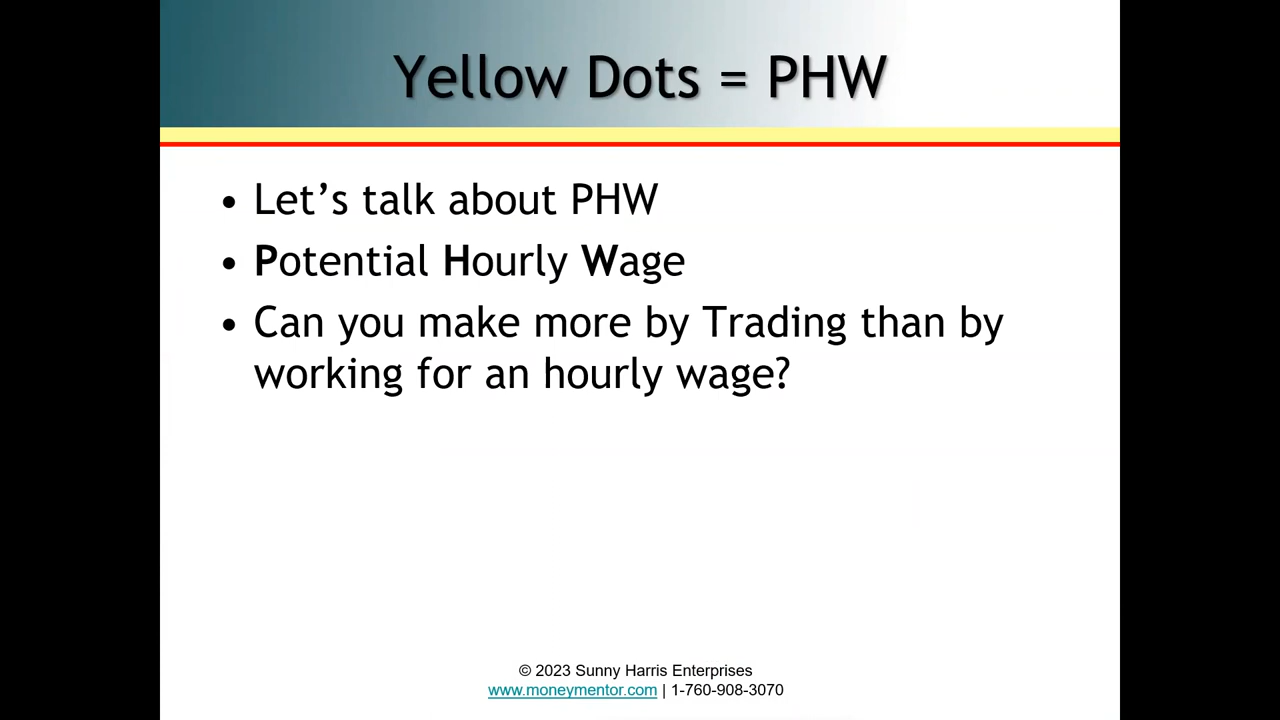 Yellow Dots = PHW
• Let’s talk about PHW
• Potential Hourly Wage
• Can you make more by Trading than by
working for an hourly wage?
© 2023 Sunny Harris Enterprises
www.moneymentor.com | 1-760-908-3070